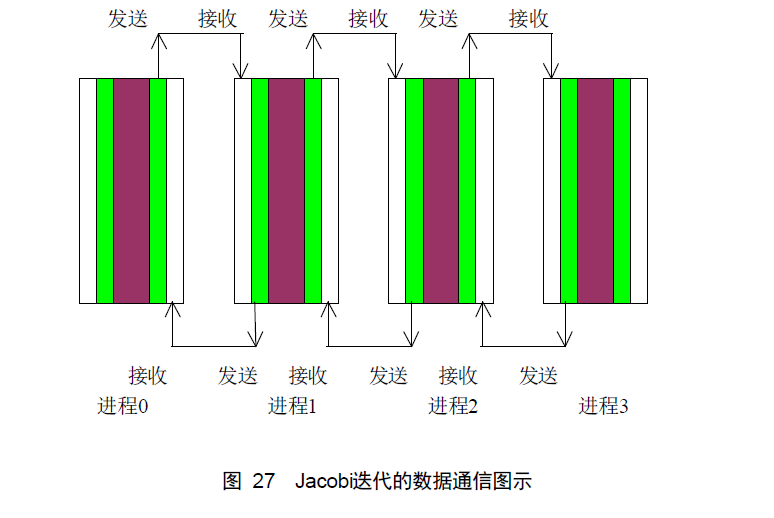 发送 接收 发送 接收 发送 接收
接收 发送 接收 发送 接收 发送
进程0 进程1 进程2 进程3
图 27 Jacobi迭代的数据通信图示